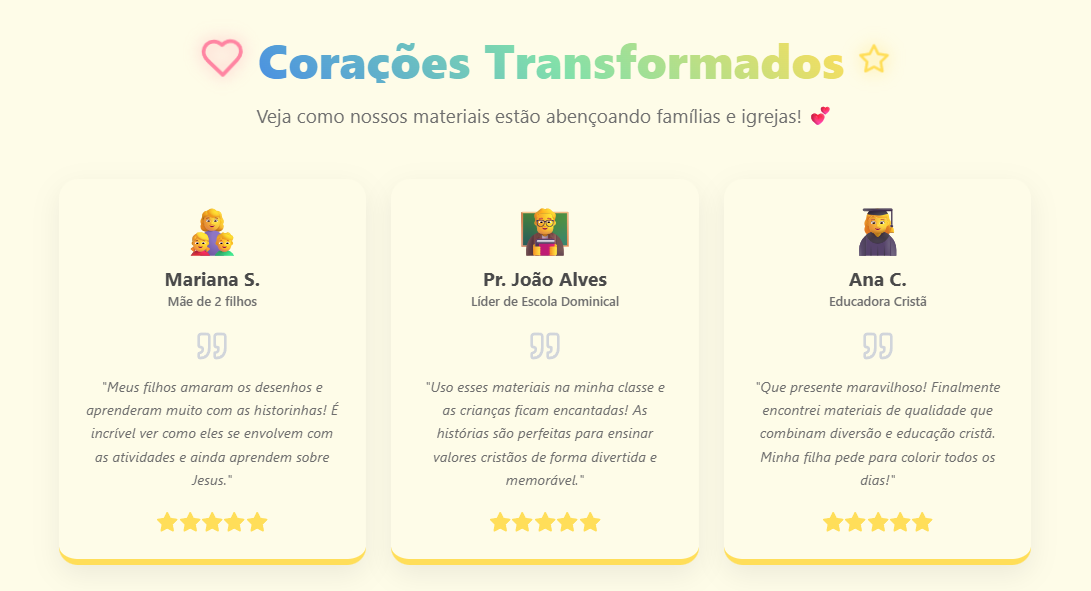 Corações Transformados
Veja como nossos materiais estão abençoando famílias e igrejas! 💕
Mariana S.
Mãe de 2 filhos
"Meus filhos amaram os desenhos e
aprenderam muito com as historinhas! É
incrível ver como eles se envolvem com
as atividades e ainda aprendem sobre
Jesus."
Pr. João Alves
Líder de Escola Dominical
"Uso esses materiais na minha classe e
as crianças ficam encantadas! As
histórias são perfeitas para ensinar
valores cristãos de forma divertida e
memorável."
Ana C.
Educadora Cristã
"Que presente maravilhoso! Finalmente
encontrei materiais de qualidade que
combinam diversão e educação cristã.
Minha filha pede para colorir todos os
dias!"